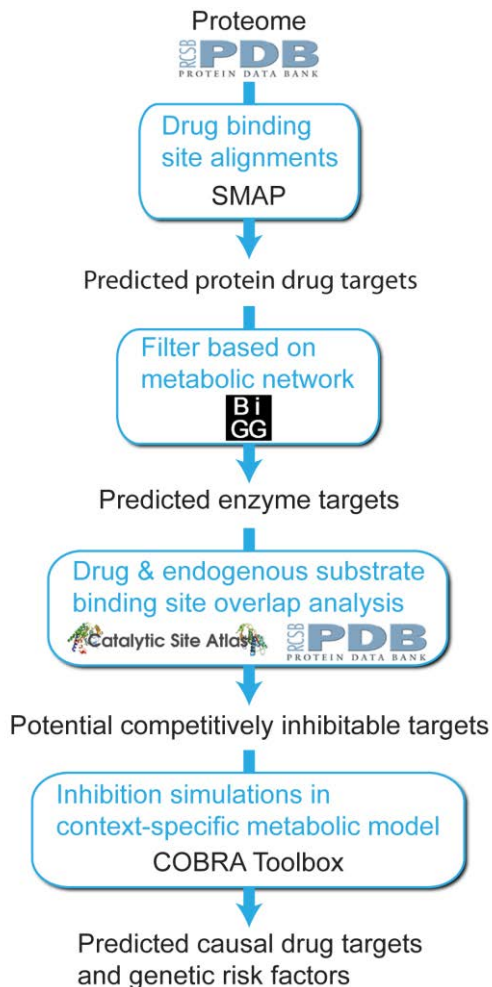 Proteome
RCSB PDB
PROTEIN DATA BANK
Drug binding
site alignments
SMAP
Predicted protein drug targets
Filter based on
metabolic network
Bi
GG
Predicted enzyme targets
Drug & endogenous substrate
binding site overlap analysis
Catalytic Site Atlas
RCSB PDB
PROTEIN DATA BANK
Potential competitively inhibitable targets
Inhibition simulations in
context-specific metabolic model
COBRA Toolbox
Predicted causal drug targets
and genetic risk factors